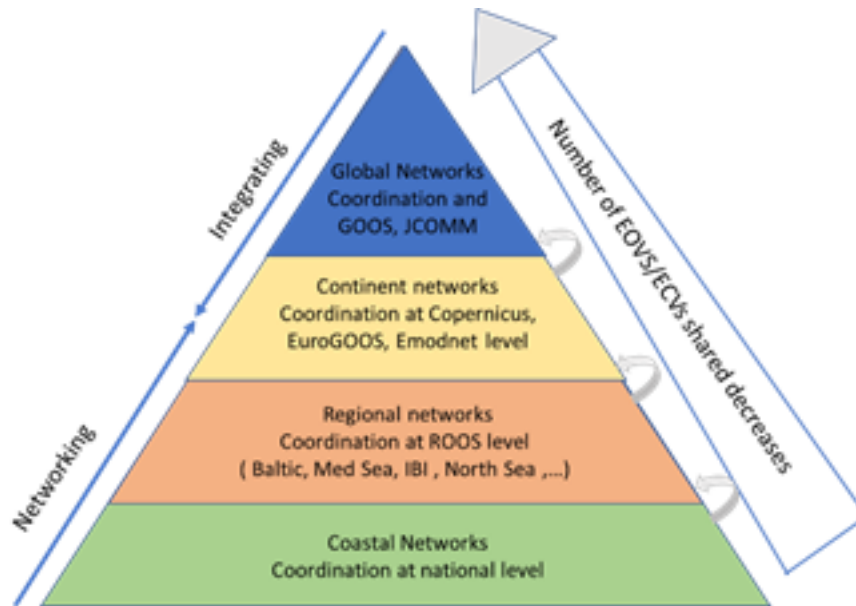 Global Networks
Coordination and
GOOS, JCOMM
Continent networks
Coordination at Copernicus,
EuroGOOS, Emodnet level
Regional networks
Coordination at ROOS level
( Baltic, Med Sea, IBI , North Sea ,...)
Coastal Networks
Coordination at national level
Integrating
Networking
Number of EOVS/ECVs shared decreases